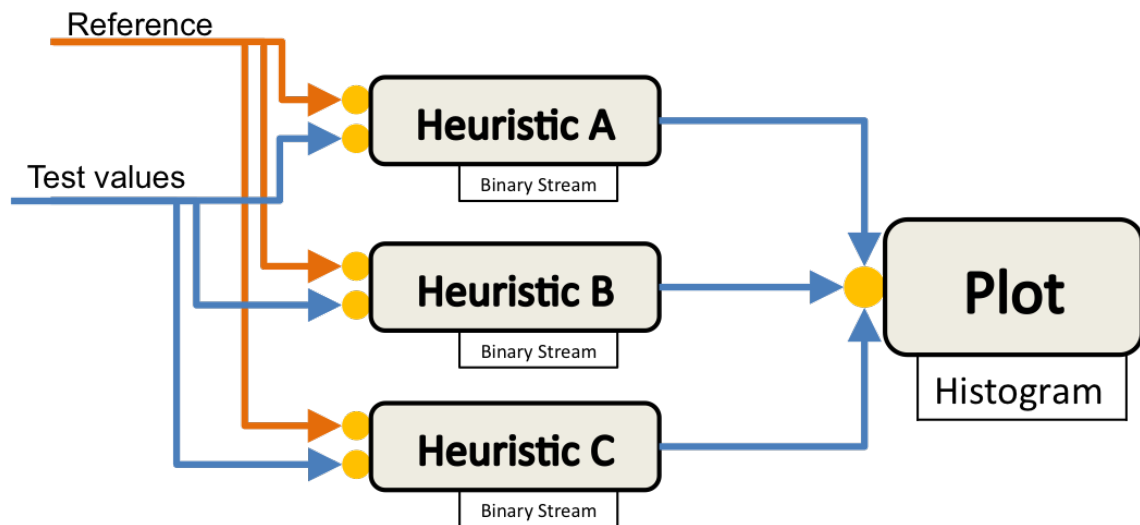 Reference
Heuristic A
Binary Stream
Test values
Heuristic B
Binary Stream
Plot
Histogram
Heuristic C
Binary Stream